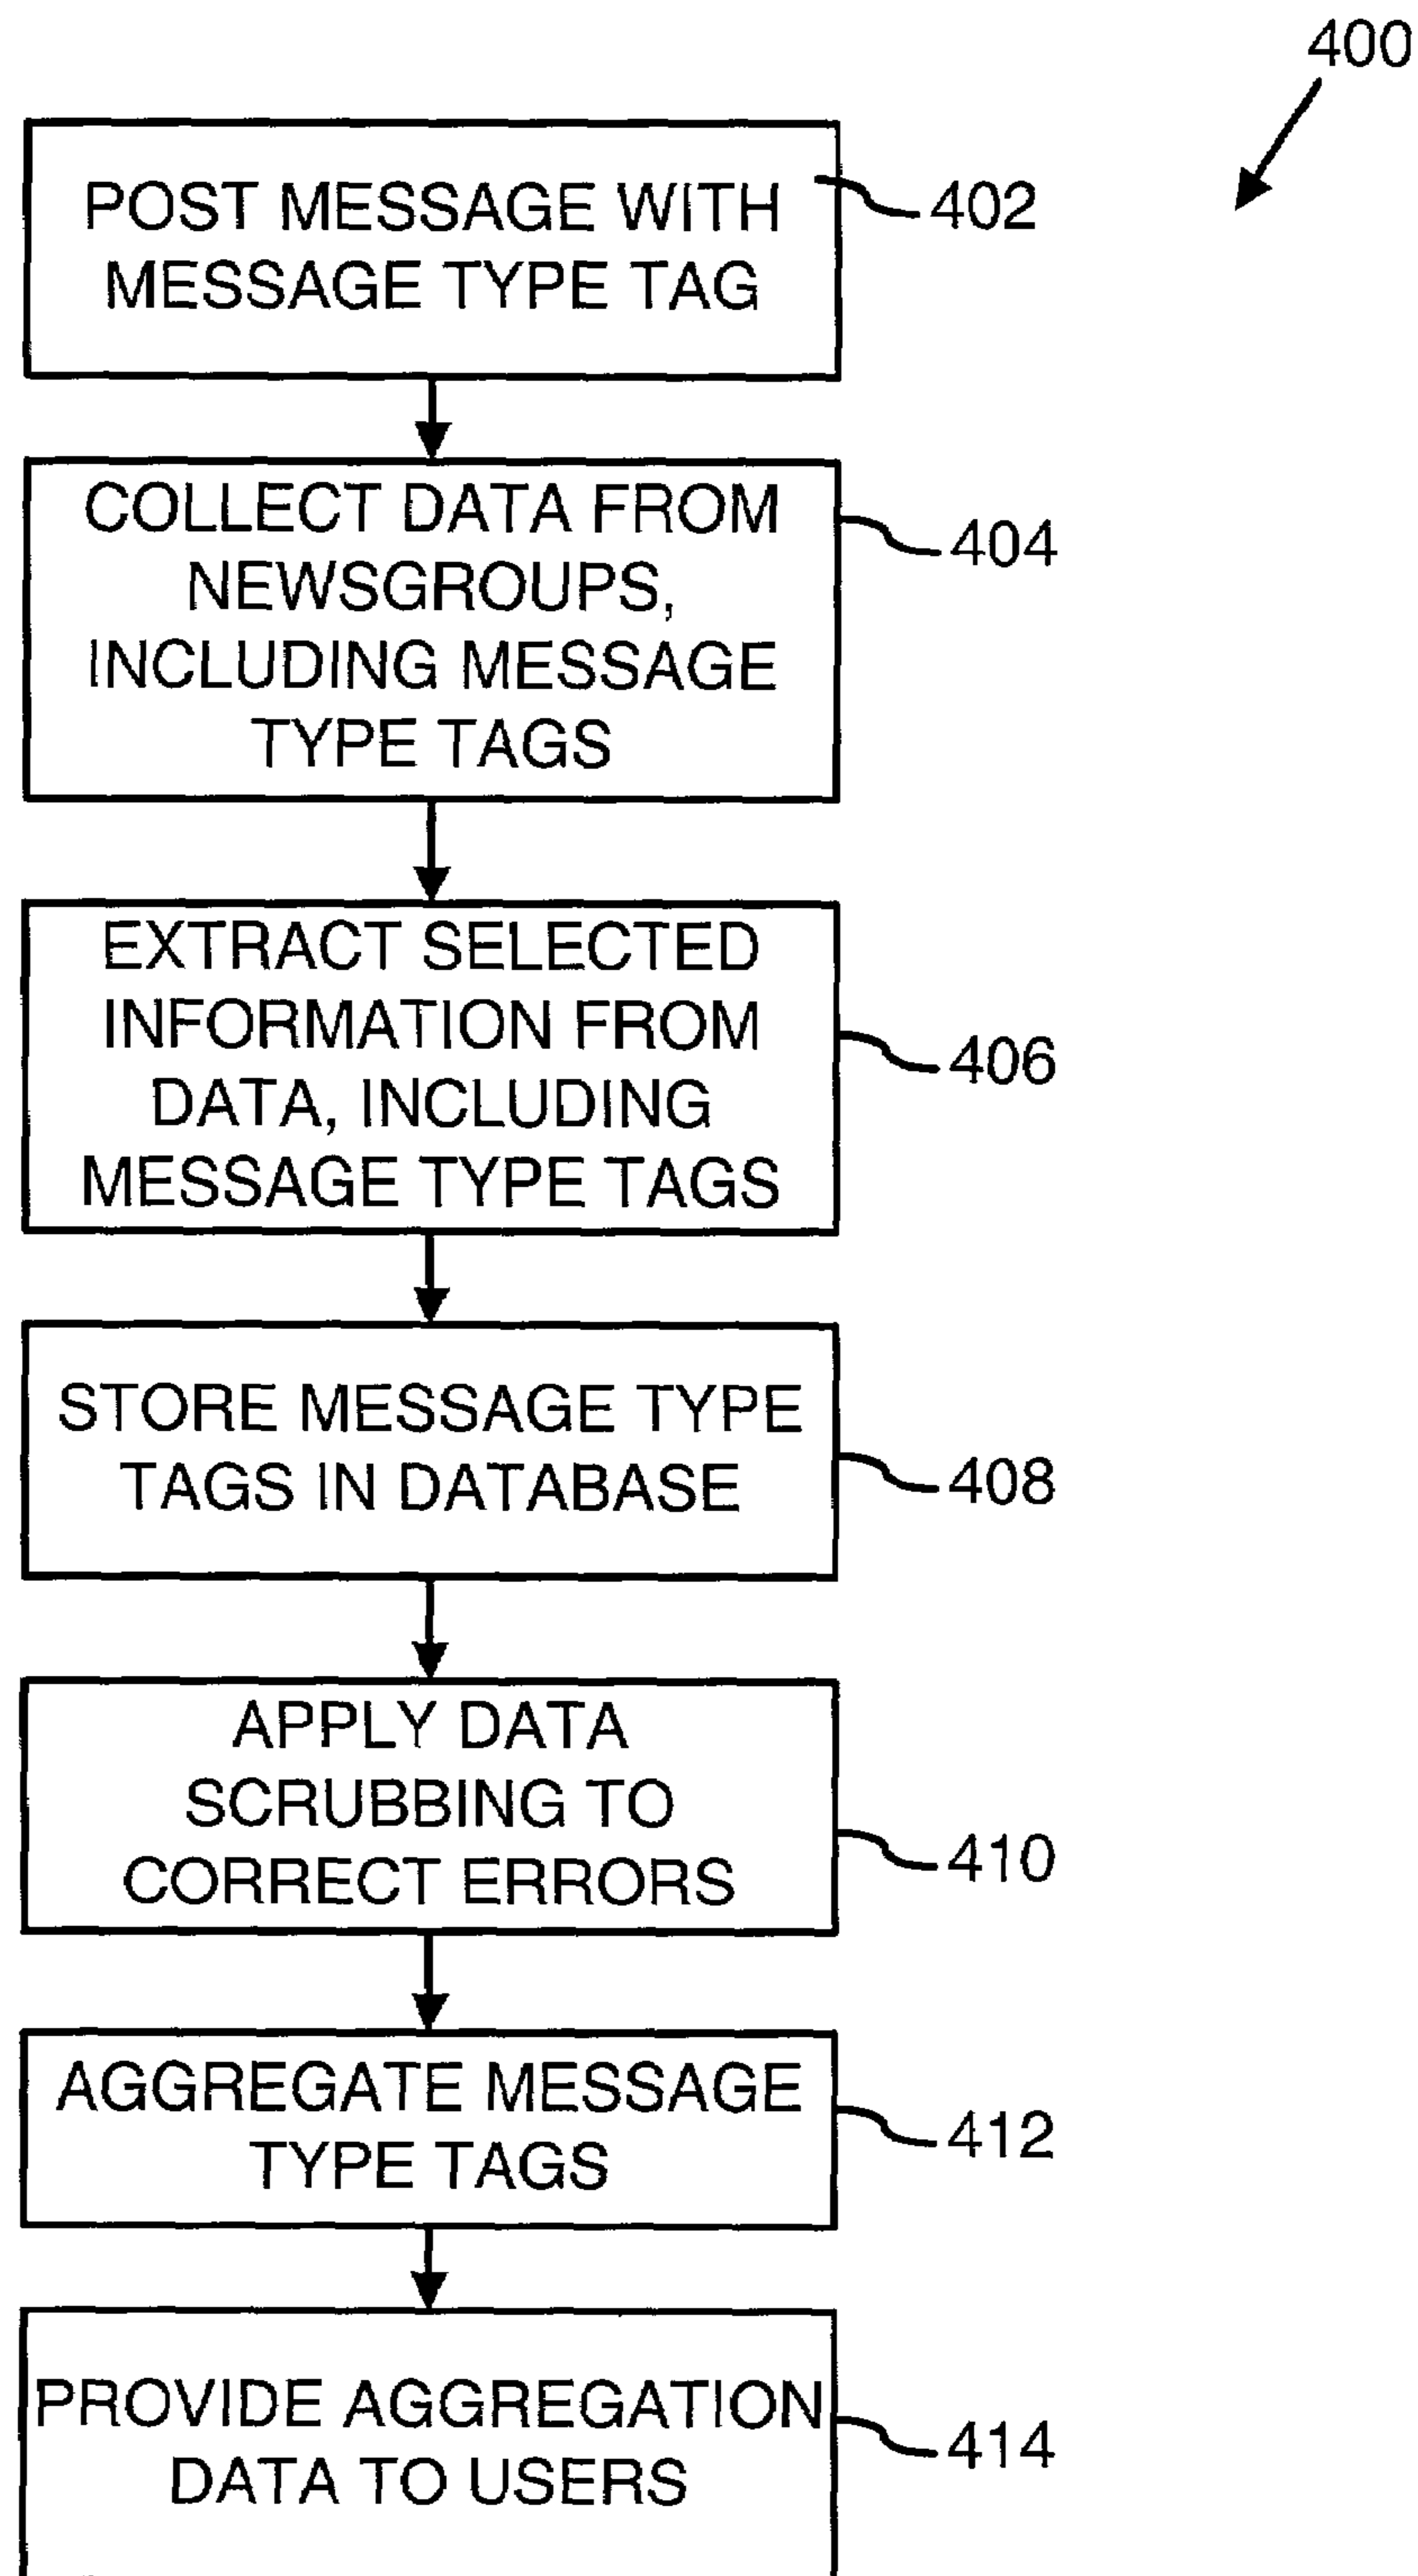 400
POST MESSAGE WITH
MESSAGE TYPE TAG
402
COLLECT DATA FROM
NEWSGROUPS,
INCLUDING MESSAGE
TYPE TAGS
404
EXTRACT SELECTED
INFORMATION FROM
DATA, INCLUDING
MESSAGE TYPE TAGS
406
STORE MESSAGE TYPE
TAGS IN DATABASE
408
APPLY DATA
SCRUBBING TO
CORRECT ERRORS
410
AGGREGATE MESSAGE
TYPE TAGS
412
PROVIDE AGGREGATION
DATA TO USERS
414